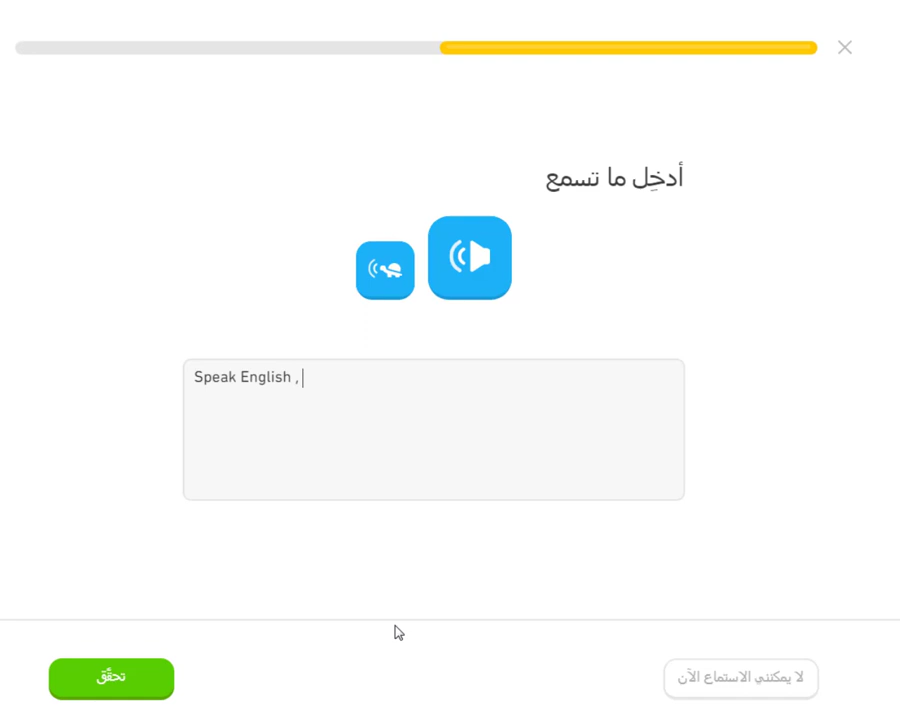 أدخِل ما تسمع
Speak English ,
تحقَّق
لا يمكنني الاستماع الآن